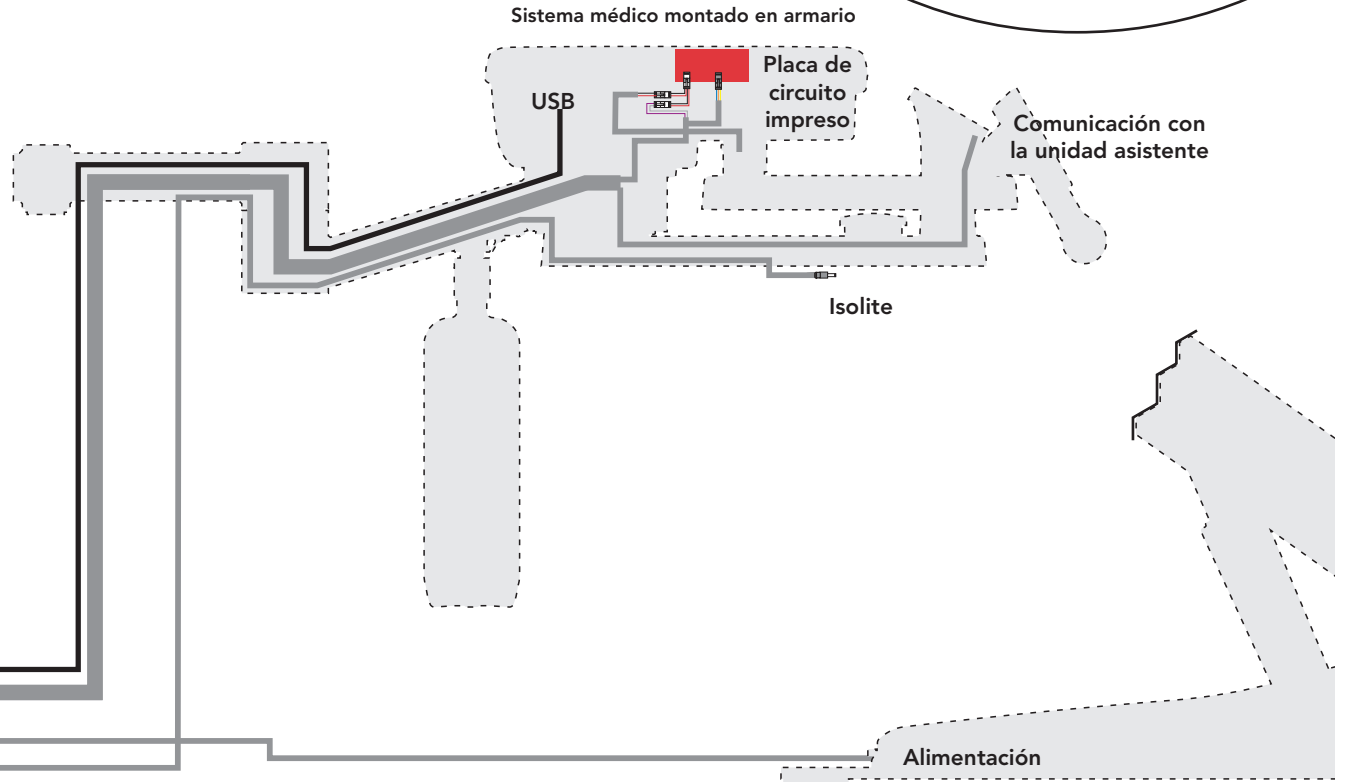 Sistema médico montado en armario
USB
Placa de
circuito
impreso
Comunicación con
la unidad asistente
Isolite
Alimentación